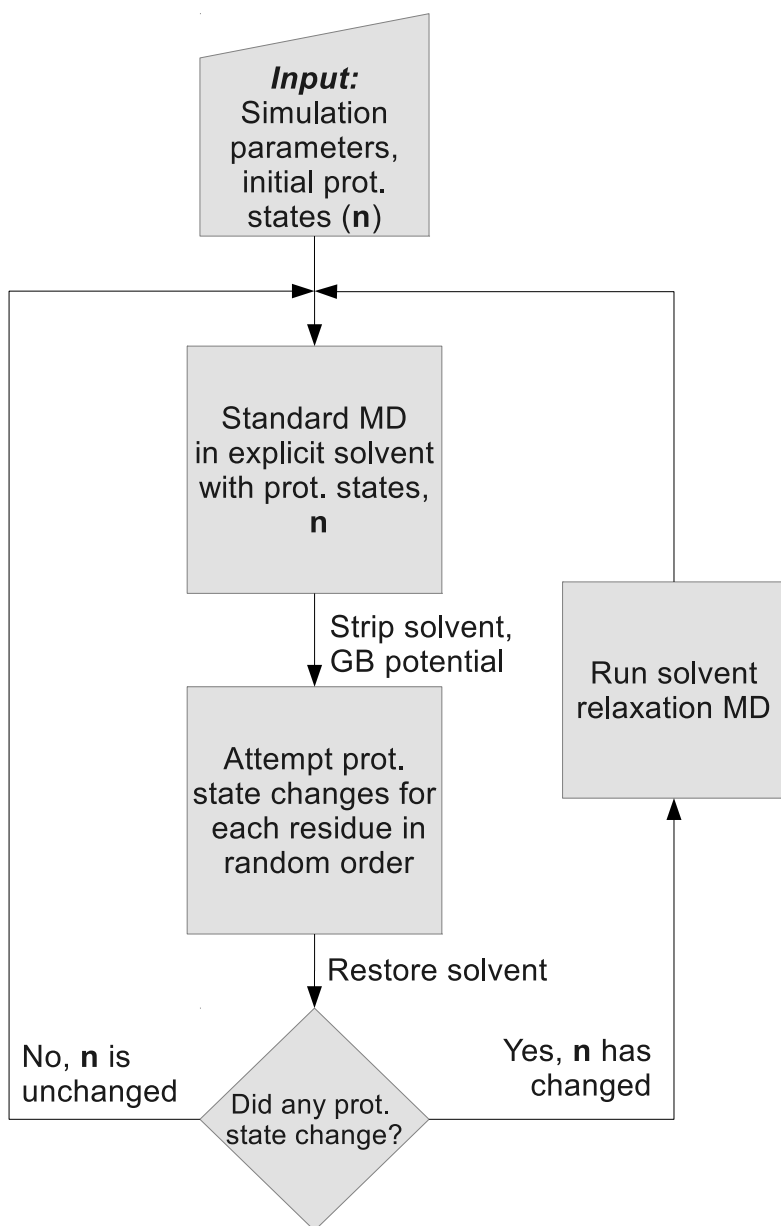 Input:
Simulation
parameters,
initial prot.
states (n)
Standard MD
in explicit solvent
with prot. states,
n
Strip solvent,
GB potential
Run solvent
relaxation MD
Attempt prot.
state changes for
each residue in
random order
Restore solvent
No, n is
unchanged
Yes, n has
changed
Did any prot.
state change?